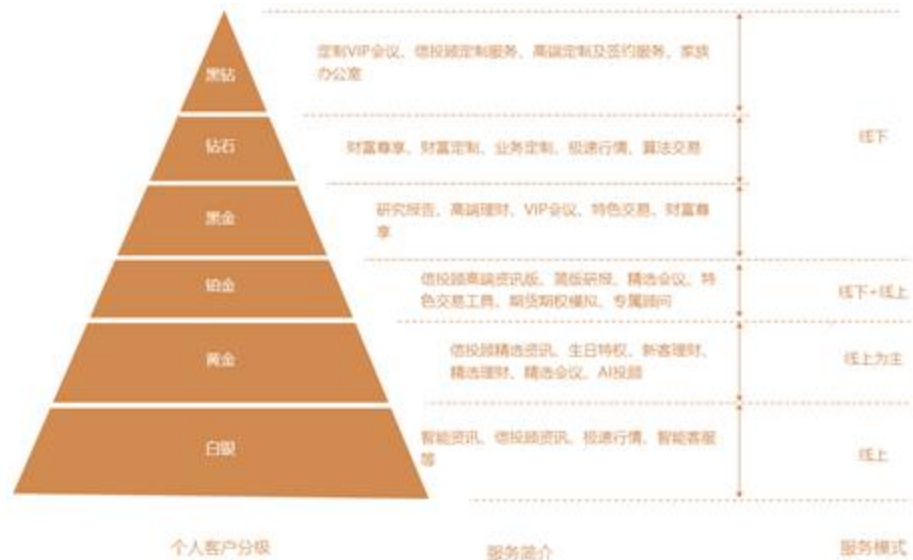 黑钻
定制VIP会议、信投顾定制服务、高端定制及签约服务、家族
办公室
钻石
财富尊享、财富定制、业务定制、极速行情、算法交易
线下
黑金
研究报告、高端理财、VIP会议、特色交易、财富尊
享
铂金
信投顾高端资讯版、简版研报、精选会议、特
色交易工具、期货期权模拟、专属顾问
线下+线上
黄金
信投顾精选资讯、生日特权、新客理财、
精选理财、精选会议、AI投顾
线上为主
白银
智能资讯、信投顾资讯、极速行情、智能客服
等
线上
个人客户分级
服务简介
服务模式